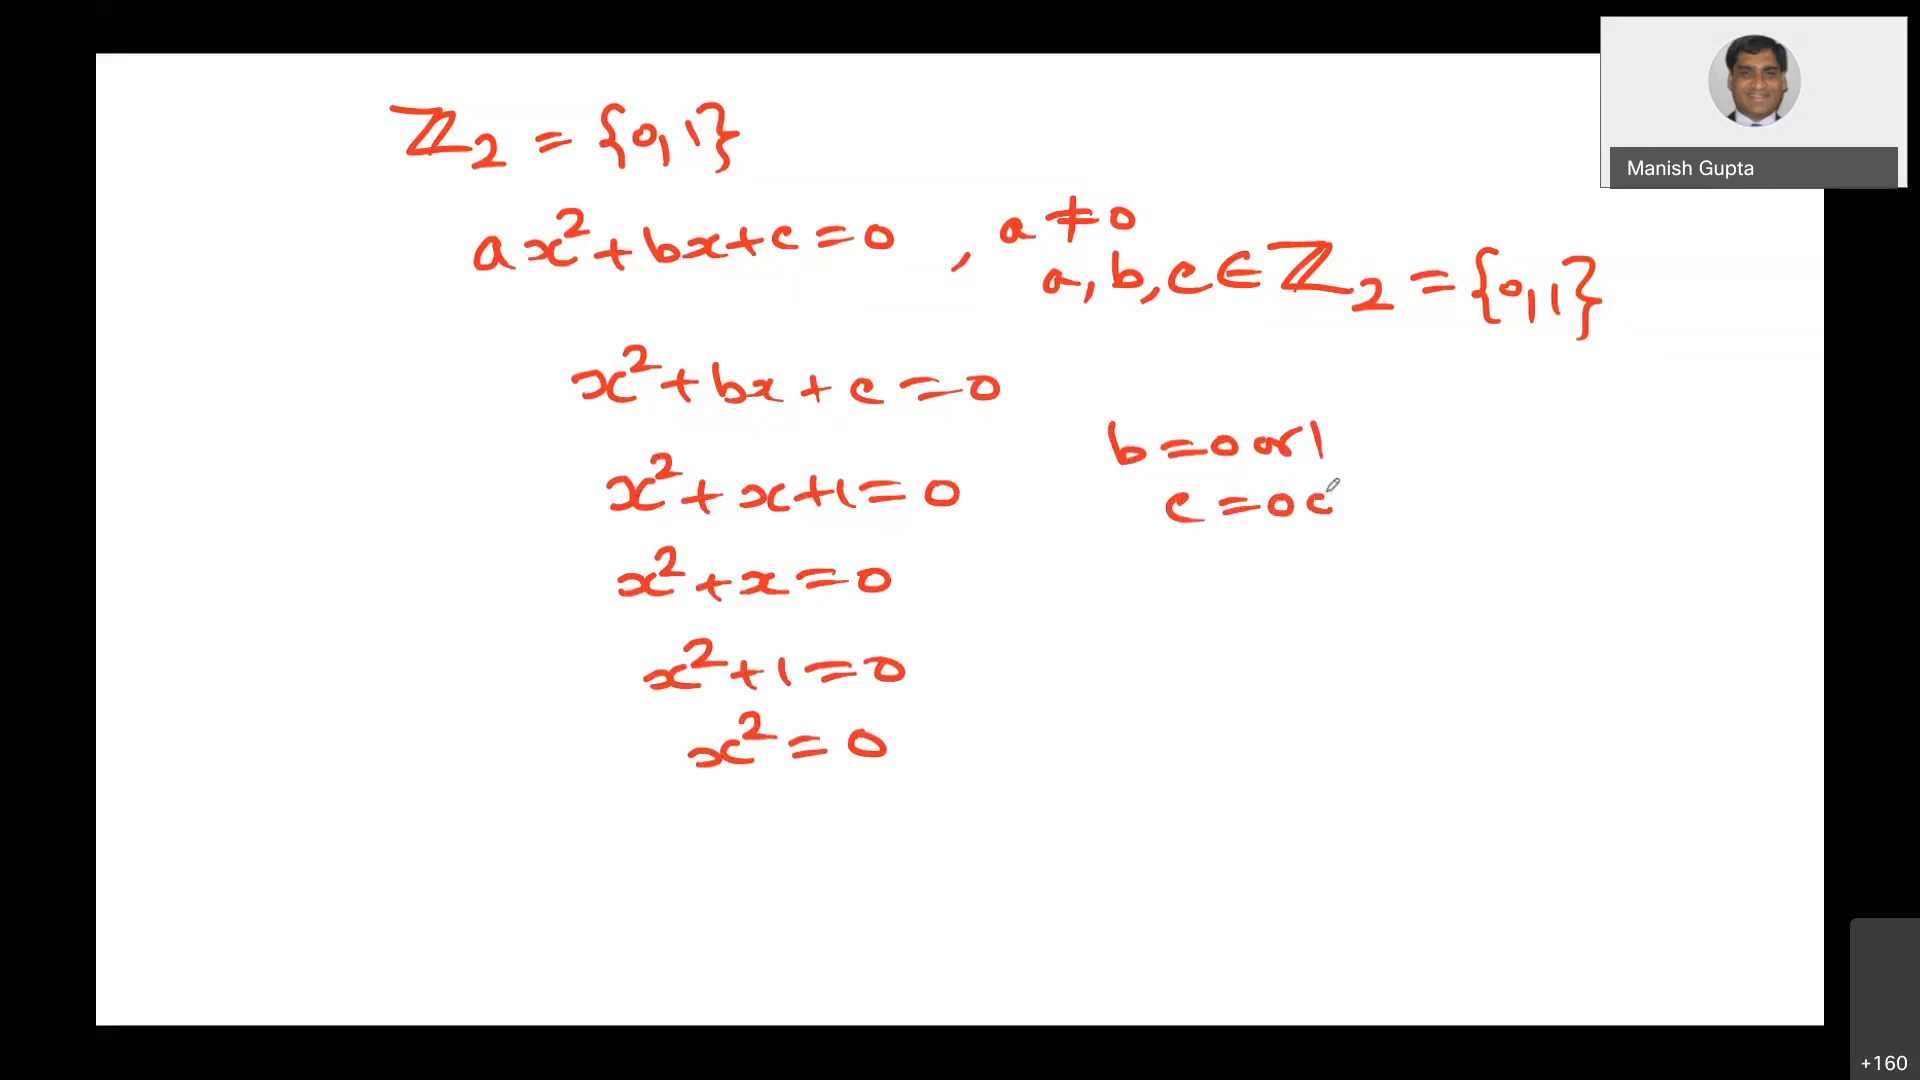 ℤ₂ = {0,1}
ax²+bx+c=0 , a≠0
a,b,c∈ℤ₂={0,1}
x²+bx+c=0
b=0 or 1
x²+x+1=0
c=0 o
x²+x=0
x²+1=0
x²=0
Manish Gupta
+160